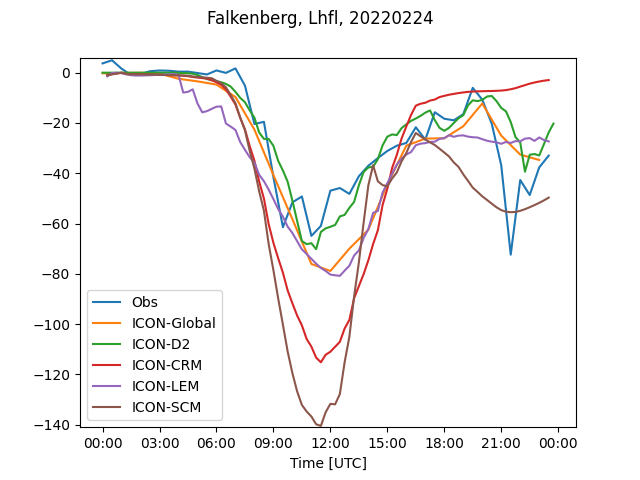 Falkenberg, Lhfl, 20220224
0
−20
−40
−60
−80
−100
−120
−140
Obs
ICON-Global
ICON-D2
ICON-CRM
ICON-LEM
ICON-SCM
00:00 03:00 06:00 09:00 12:00 15:00 18:00 21:00 00:00
Time [UTC]